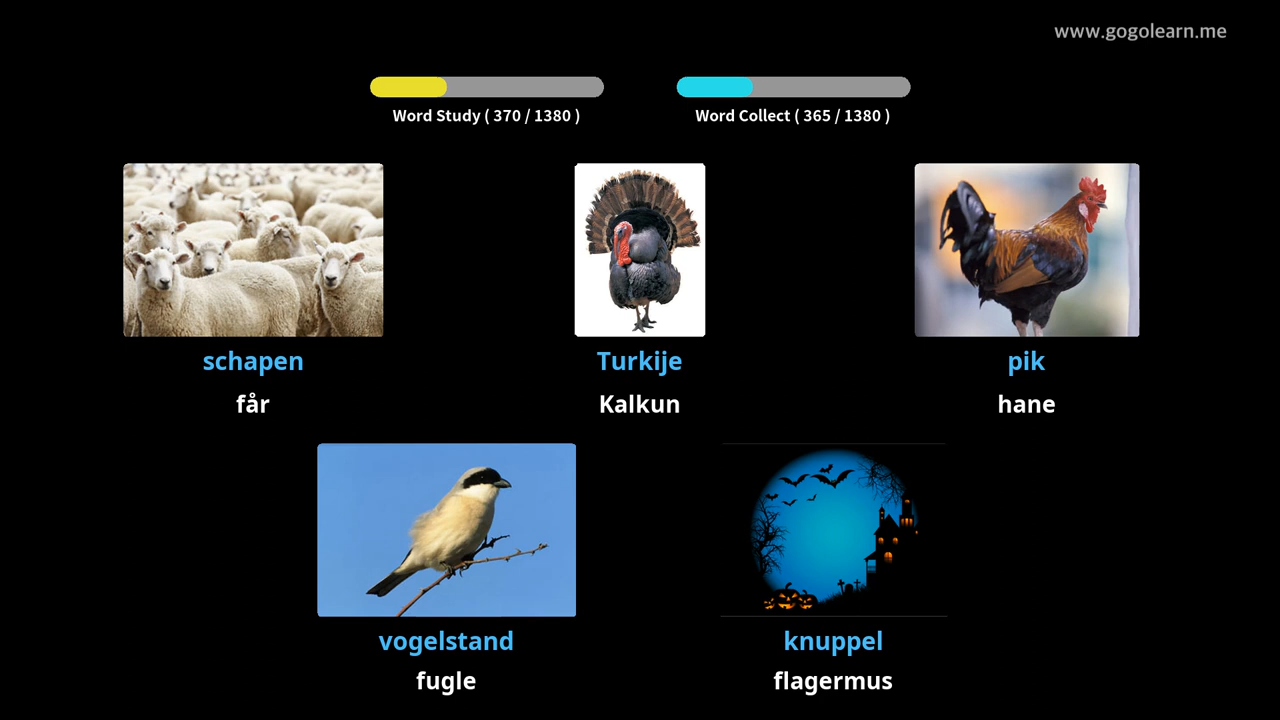 www.gogolearn.me
Word Study ( 370 / 1380 )
Word Collect ( 365 / 1380 )
schapen
Turkije
pik
får
Kalkun
hane
vogelstand
knuppel
fugle
flagermus